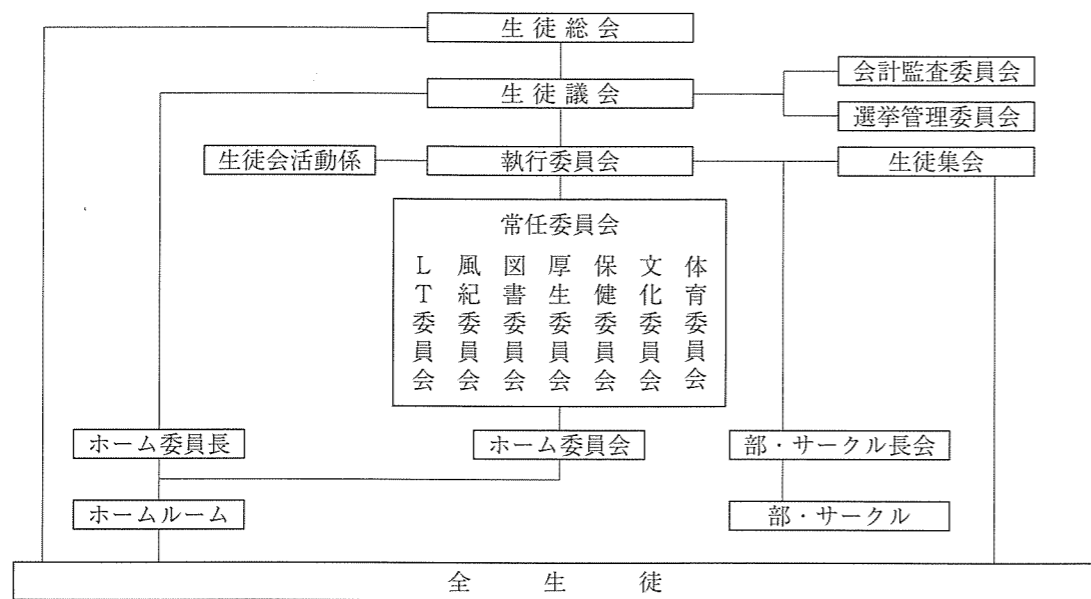 生徒総会
生徒議会
会計監査委員会
選挙管理委員会
生徒会活動係
執行委員会
生徒集会
常任委員会
LT委員会
風紀委員会
図書委員会
厚生委員会
保健委員会
文化委員会
体育委員会
ホーム委員長
ホーム委員会
部・サークル長会
ホームルーム
部・サークル
全生徒